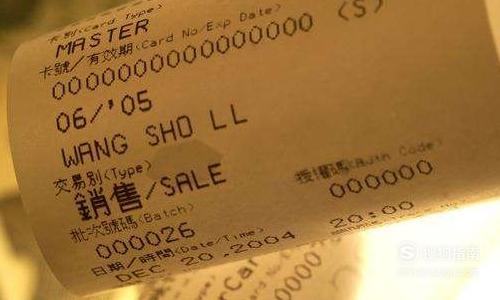 卡別(Card Type)
MASTER
卡號/有效期(Card No/Exp Date) (S)
0000000000000000
06/'05
WANG SHO LL
交易別(Type)
銷售/SALE
批次號碼(Batch) 授權碼(Auth Code)
000026 000000
日期/時間(Date/Time)
DEC 20,2004 20:00